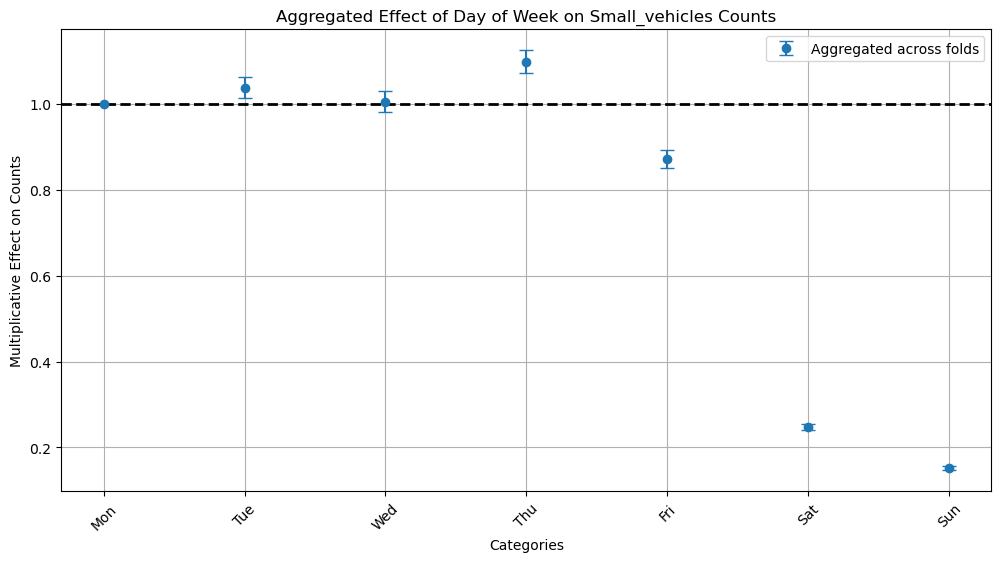 Aggregated Effect of Day of Week on Small_vehicles Counts
Aggregated across folds
Multiplicative Effect on Counts
1.0
0.8
0.6
0.4
0.2
Mon
Tue
Wed
Thu
Fri
Sat
Sun
Categories